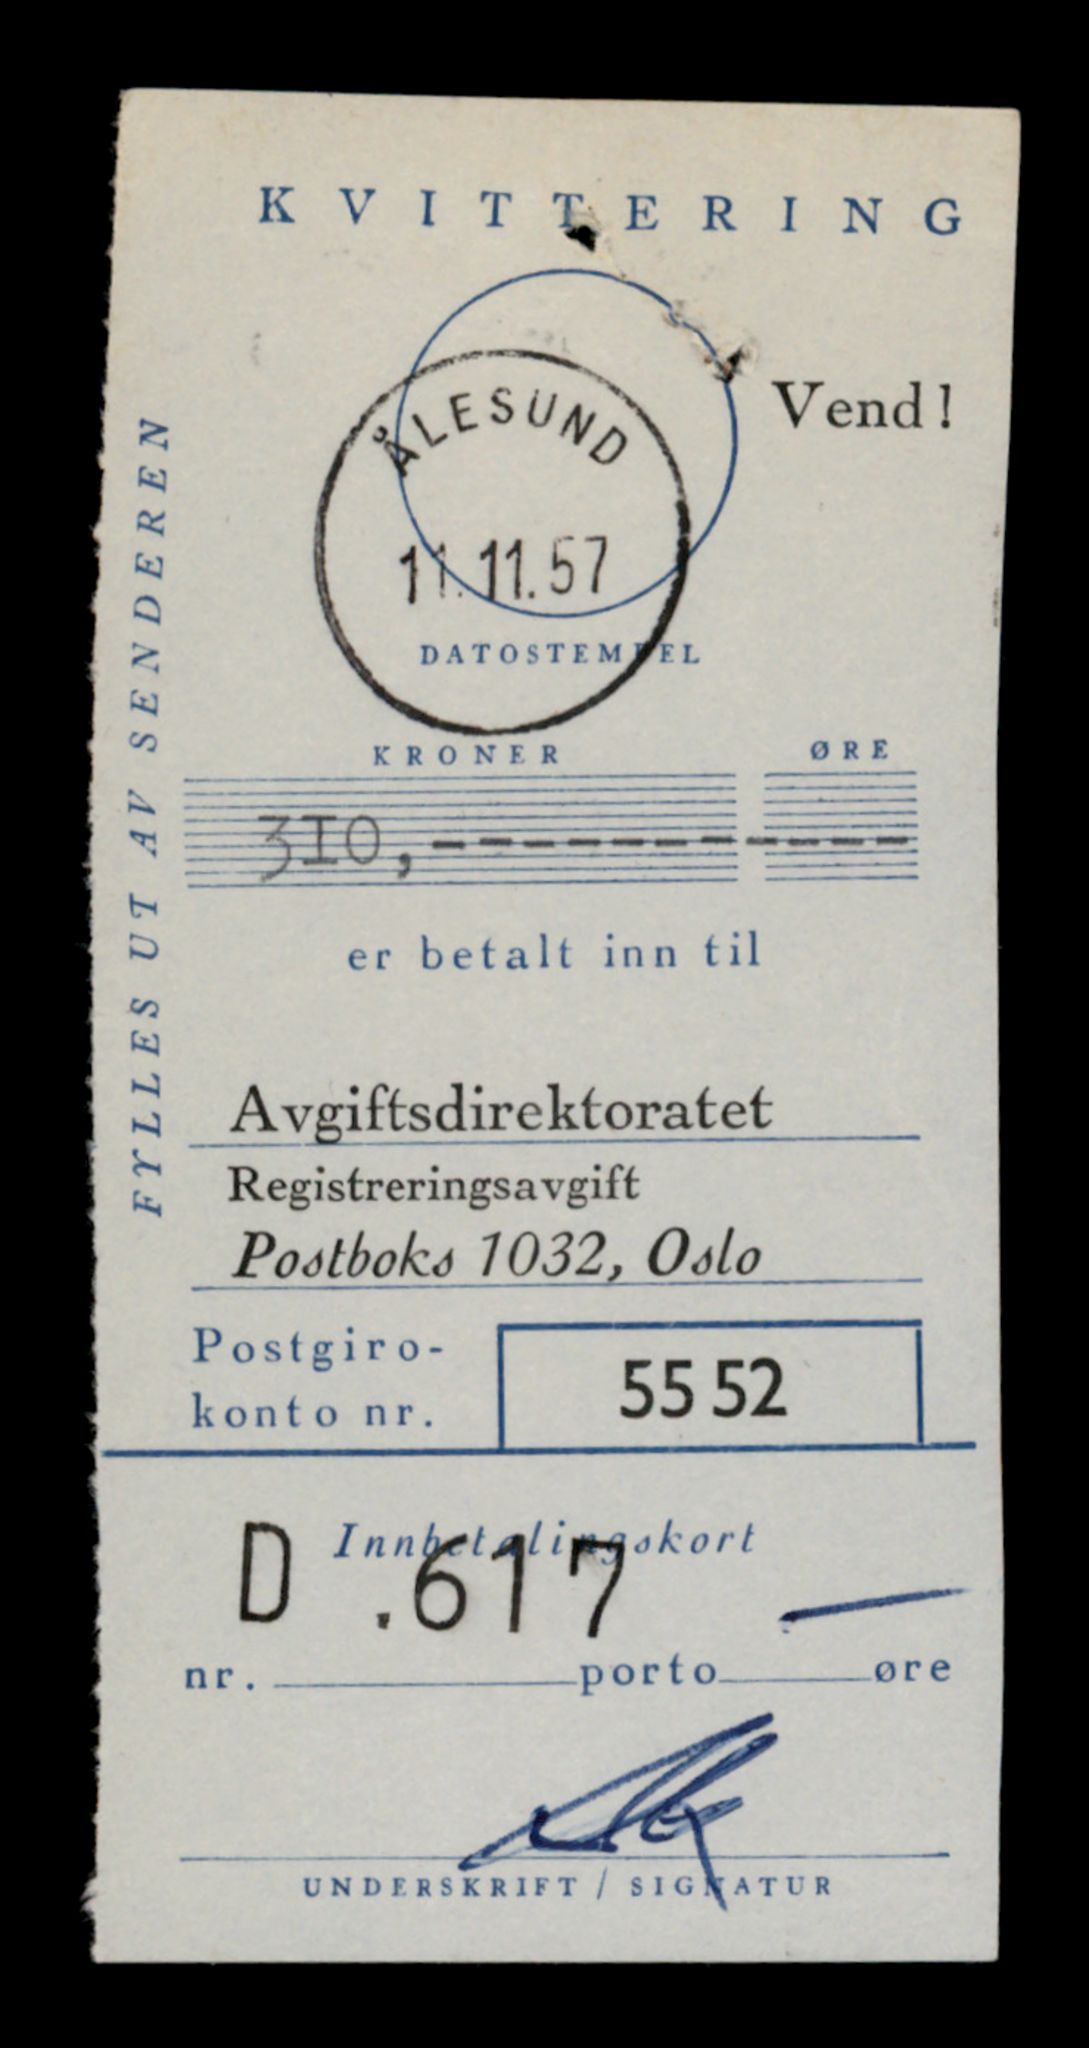 KVITTERING
Vend!
ÅLESUND
11.11.57
DATOSTEMPEL
KRONER ØRE
3IO,-------------
er betalt inn til
Avgiftsdirektoratet
Registreringsavgift
Postboks 1032, Oslo
Postgiro-
konto nr.
55 52
Innbetalingskort
D .617
nr. porto — øre
UNDERSKRIFT / SIGNATUR
FYLLES UT AV SENDEREN